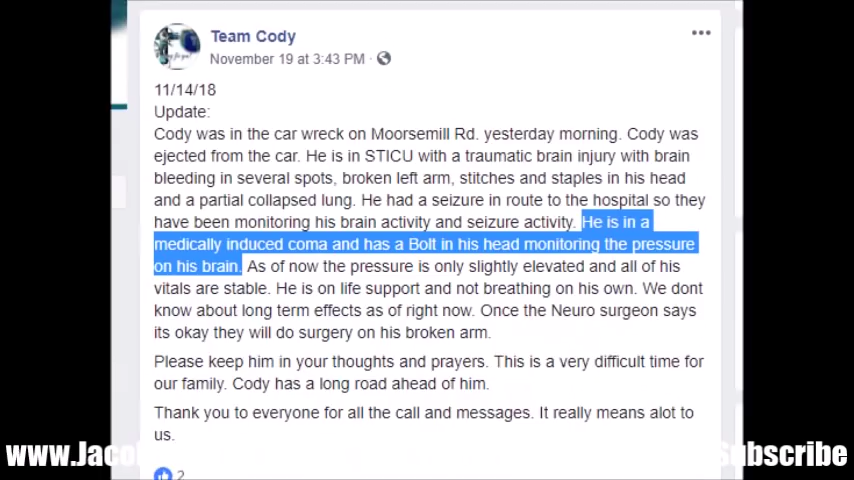 Team Cody
November 19 at 3:43 PM ·
11/14/18
Update:
Cody was in the car wreck on Moorsemill Rd. yesterday morning. Cody was
ejected from the car. He is in STICU with a traumatic brain injury with brain
bleeding in several spots, broken left arm, stitches and staples in his head
and a partial collapsed lung. He had a seizure in route to the hospital so they
have been monitoring his brain activity and seizure activity. He is in a
medically induced coma and has a Bolt in his head monitoring the pressure
on his brain. As of now the pressure is only slightly elevated and all of his
vitals are stable. He is on life support and not breathing on his own. We dont
know about long term effects as of right now. Once the Neuro surgeon says
its okay they will do surgery on his broken arm.
Please keep him in your thoughts and prayers. This is a very difficult time for
our family. Cody has a long road ahead of him.
Thank you to everyone for all the call and messages. It really means alot to
us.
www.Jaco Subscribe
2